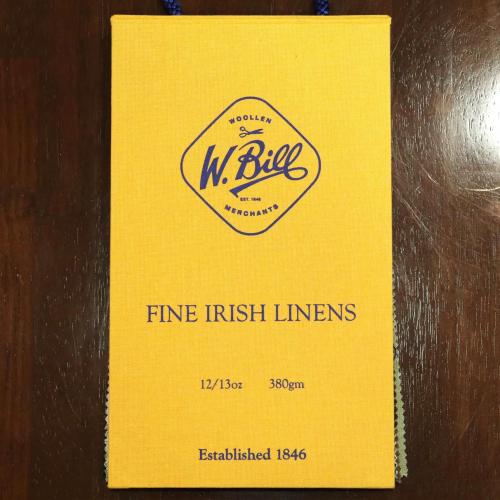 WOOLLEN
W. Bill
EST. 1846
MERCHANTS
FINE IRISH LINENS
12/13oz 380gm
Established 1846